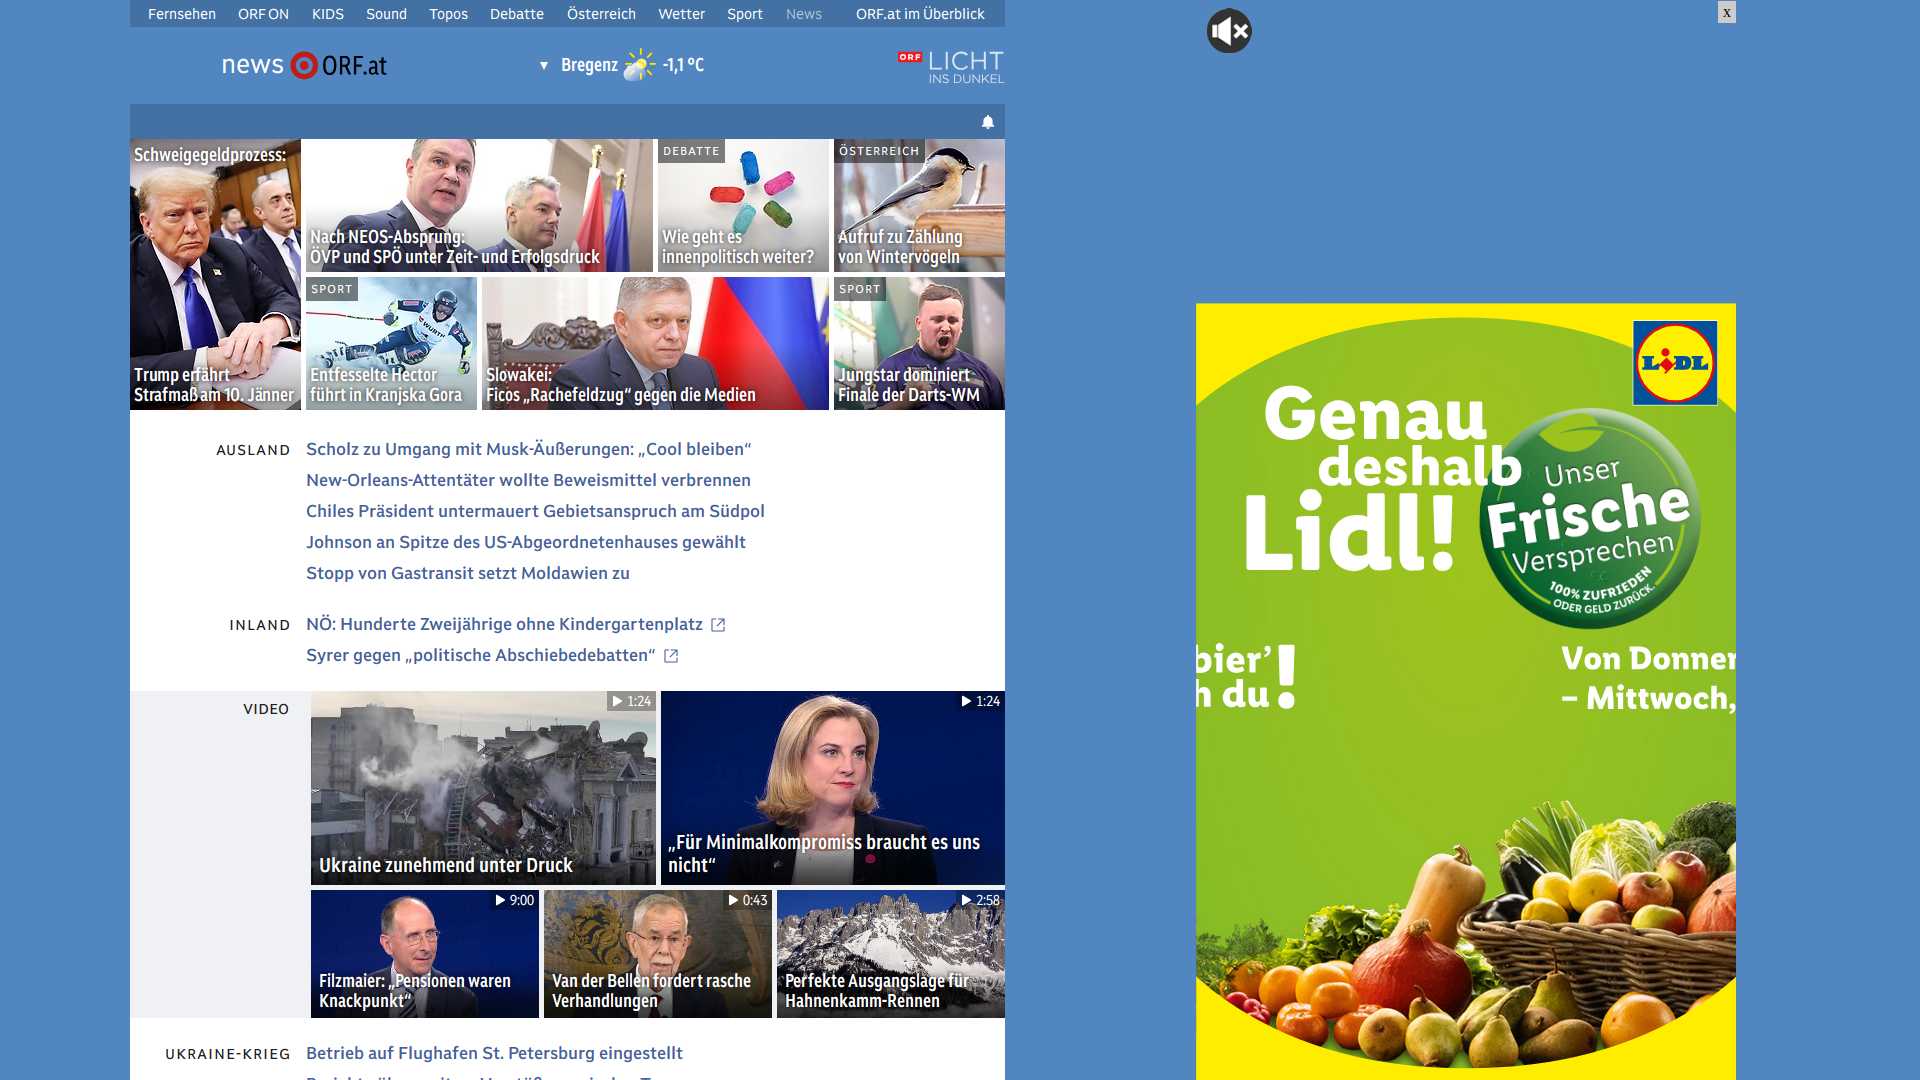 Fernsehen ORF ON KIDS Sound Topos Debatte Österreich Wetter Sport News ORF.at im Überblick
news ORF.at
Bregenz -1,1 °C
ORF LICHT
INS DUNKEL
x
Schweigegeldprozess:
Trump erfährt
Strafmaß am 10. Jänner
Nach NEOS-Absprung:
ÖVP und SPÖ unter Zeit- und Erfolgsdruck
DEBATTE
Wie geht es
innenpolitisch weiter?
ÖSTERREICH
Aufruf zu Zählung
von Wintervögeln
SPORT
WÜRTH
Entfesselte Hector
führt in Kranjska Gora
Slowakei:
Ficos „Rachefeldzug“ gegen die Medien
SPORT
Jungstar dominiert
Finale der Darts-WM
AUSLAND
Scholz zu Umgang mit Musk-Äußerungen: „Cool bleiben“
New-Orleans-Attentäter wollte Beweismittel verbrennen
Chiles Präsident untermauert Gebietsanspruch am Südpol
Johnson an Spitze des US-Abgeordnetenhauses gewählt
Stopp von Gastransit setzt Moldawien zu
INLAND
NÖ: Hunderte Zweijährige ohne Kindergartenplatz
Syrer gegen „politische Abschiebedebatten“
VIDEO
1:24
Ukraine zunehmend unter Druck
1:24
„Für Minimalkompromiss braucht es uns
nicht“
9:00
Filzmaier: „Pensionen waren
Knackpunkt“
0:43
Van der Bellen fordert rasche
Verhandlungen
2:58
Perfekte Ausgangslage für
Hahnenkamm-Rennen
UKRAINE-KRIEG
Betrieb auf Flughafen St. Petersburg eingestellt
LiDL
Genau
deshalb
Lidl!
Unser
Frische
Versprechen
100% ZUFRIEDEN
ODER GELD ZURÜCK.
bier’
h du!
Von Donner
– Mittwoch,